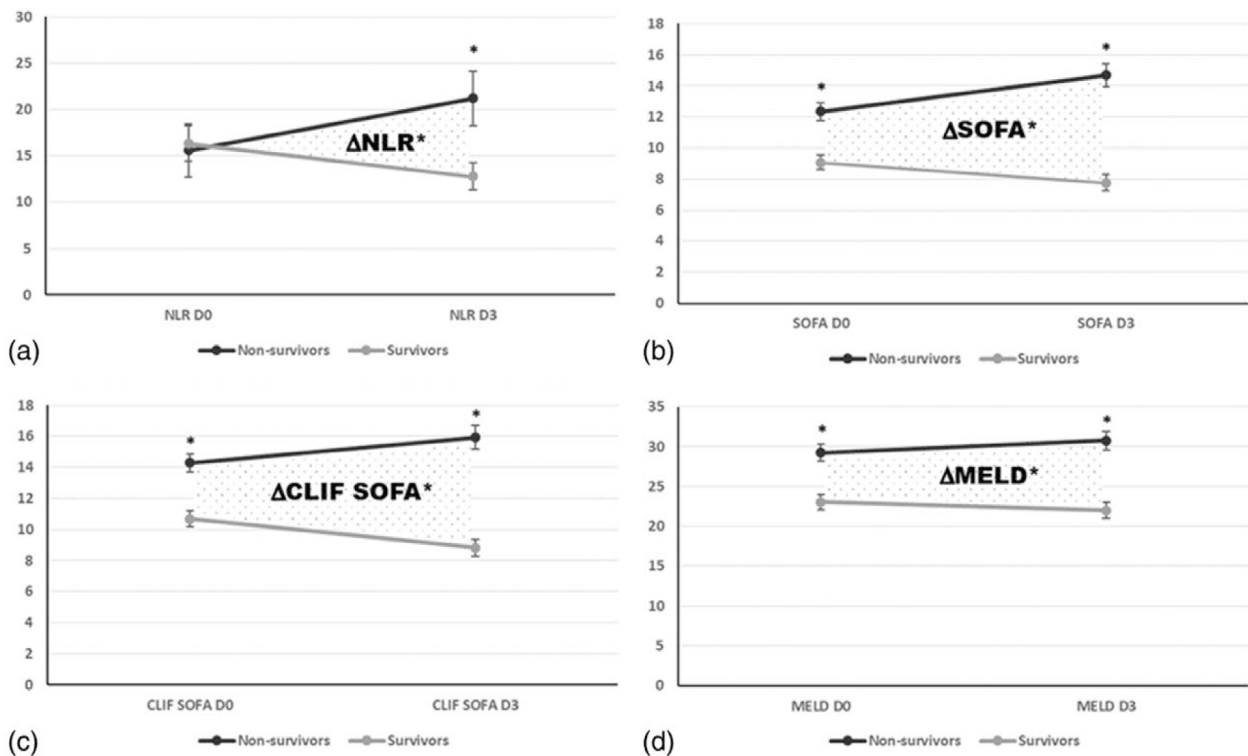 30
25
20
15
10
5
0
*
ΔNLR*
NLR D0 NLR D3
Non-survivors Survivors
(a)
18
16
14
12
10
8
6
4
2
0
*
*
ΔSOFA*
SOFA D0 SOFA D3
Non-survivors Survivors
(b)
18
16
14
12
10
8
6
4
2
0
*
*
ΔCLIF SOFA*
CLIF SOFA D0 CLIF SOFA D3
Non-survivors Survivors
(c)
35
30
25
20
15
10
5
0
*
*
ΔMELD*
MELD D0 MELD D3
Non-survivors Survivors
(d)